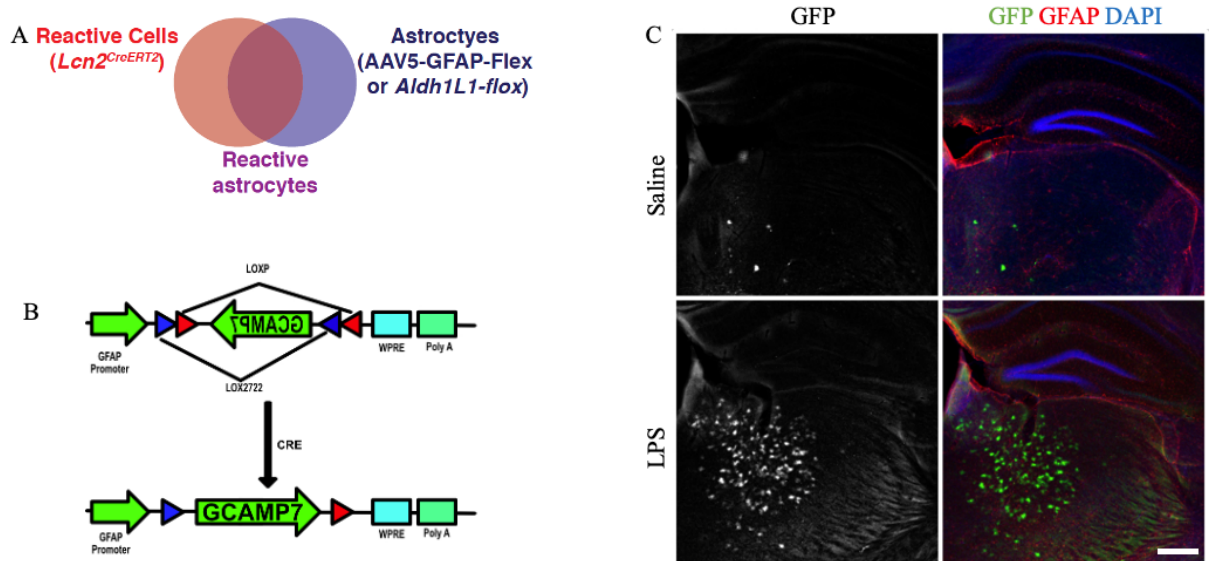 A
Reactive Cells
(Lcn2CreERT2)
Astroctyes
(AAV5-GFAP-Flex
or Aldh1L1-flox)
Reactive
astrocytes
B
LOXP
GCAMP7
GFAP
Promoter
WPRE
Poly A
LOX2722
CRE
GCAMP7
GFAP
Promoter
WPRE
Poly A
C
GFP
GFP GFAP DAPI
Saline
LPS